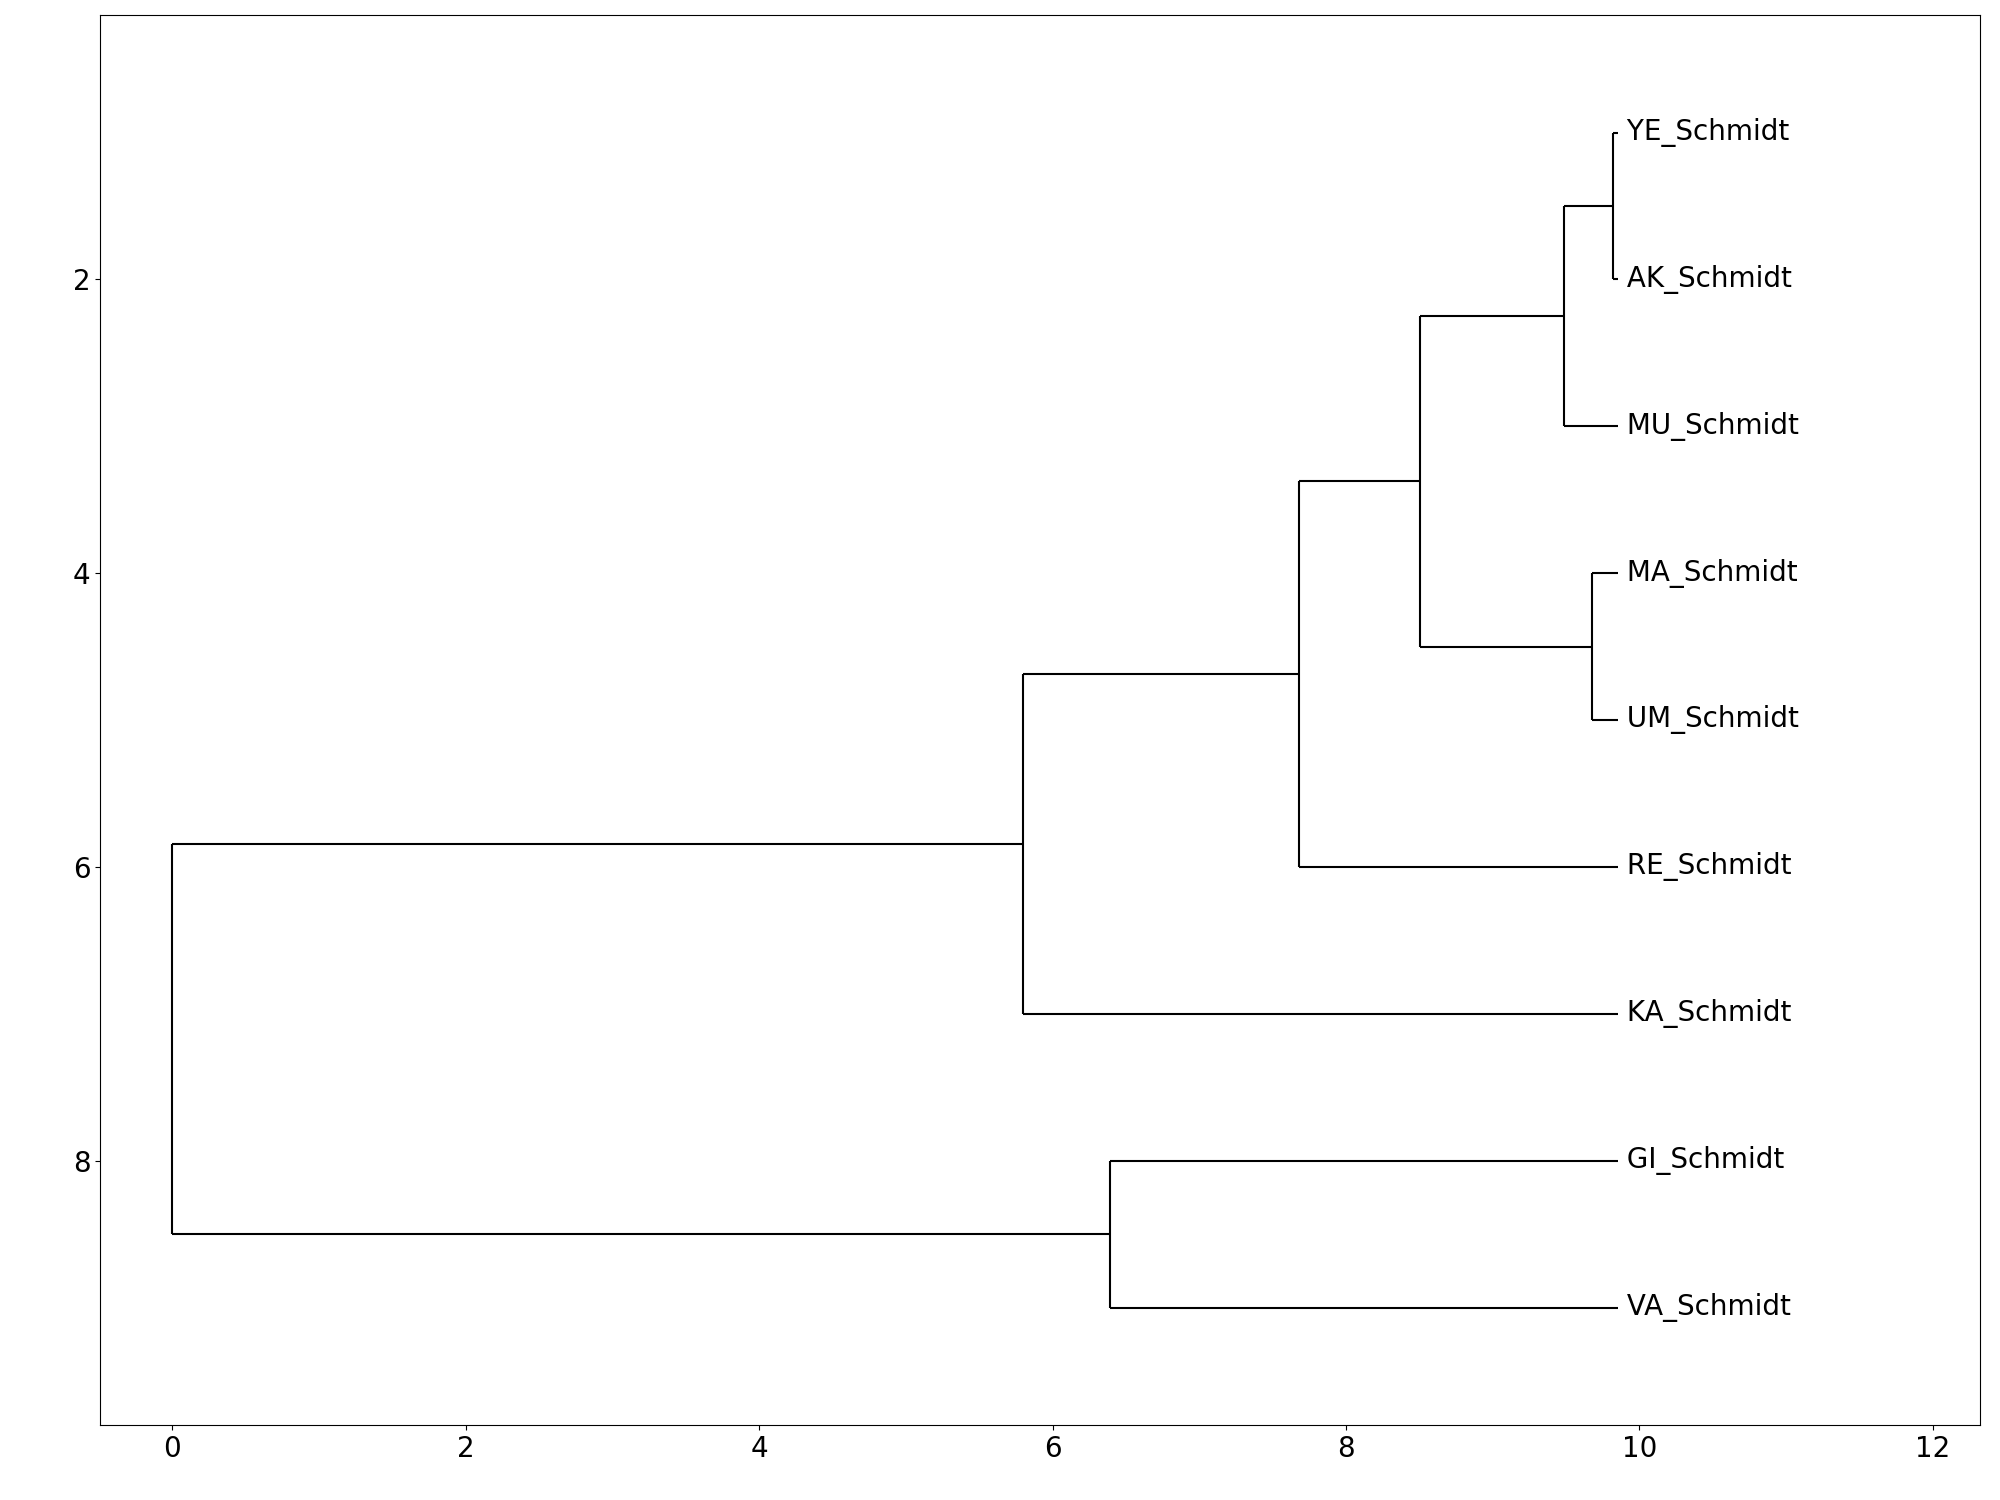 YE_Schmidt
2
AK_Schmidt
MU_Schmidt
4
MA_Schmidt
UM_Schmidt
6
RE_Schmidt
KA_Schmidt
8
GI_Schmidt
VA_Schmidt
0 2 4 6 8 10 12